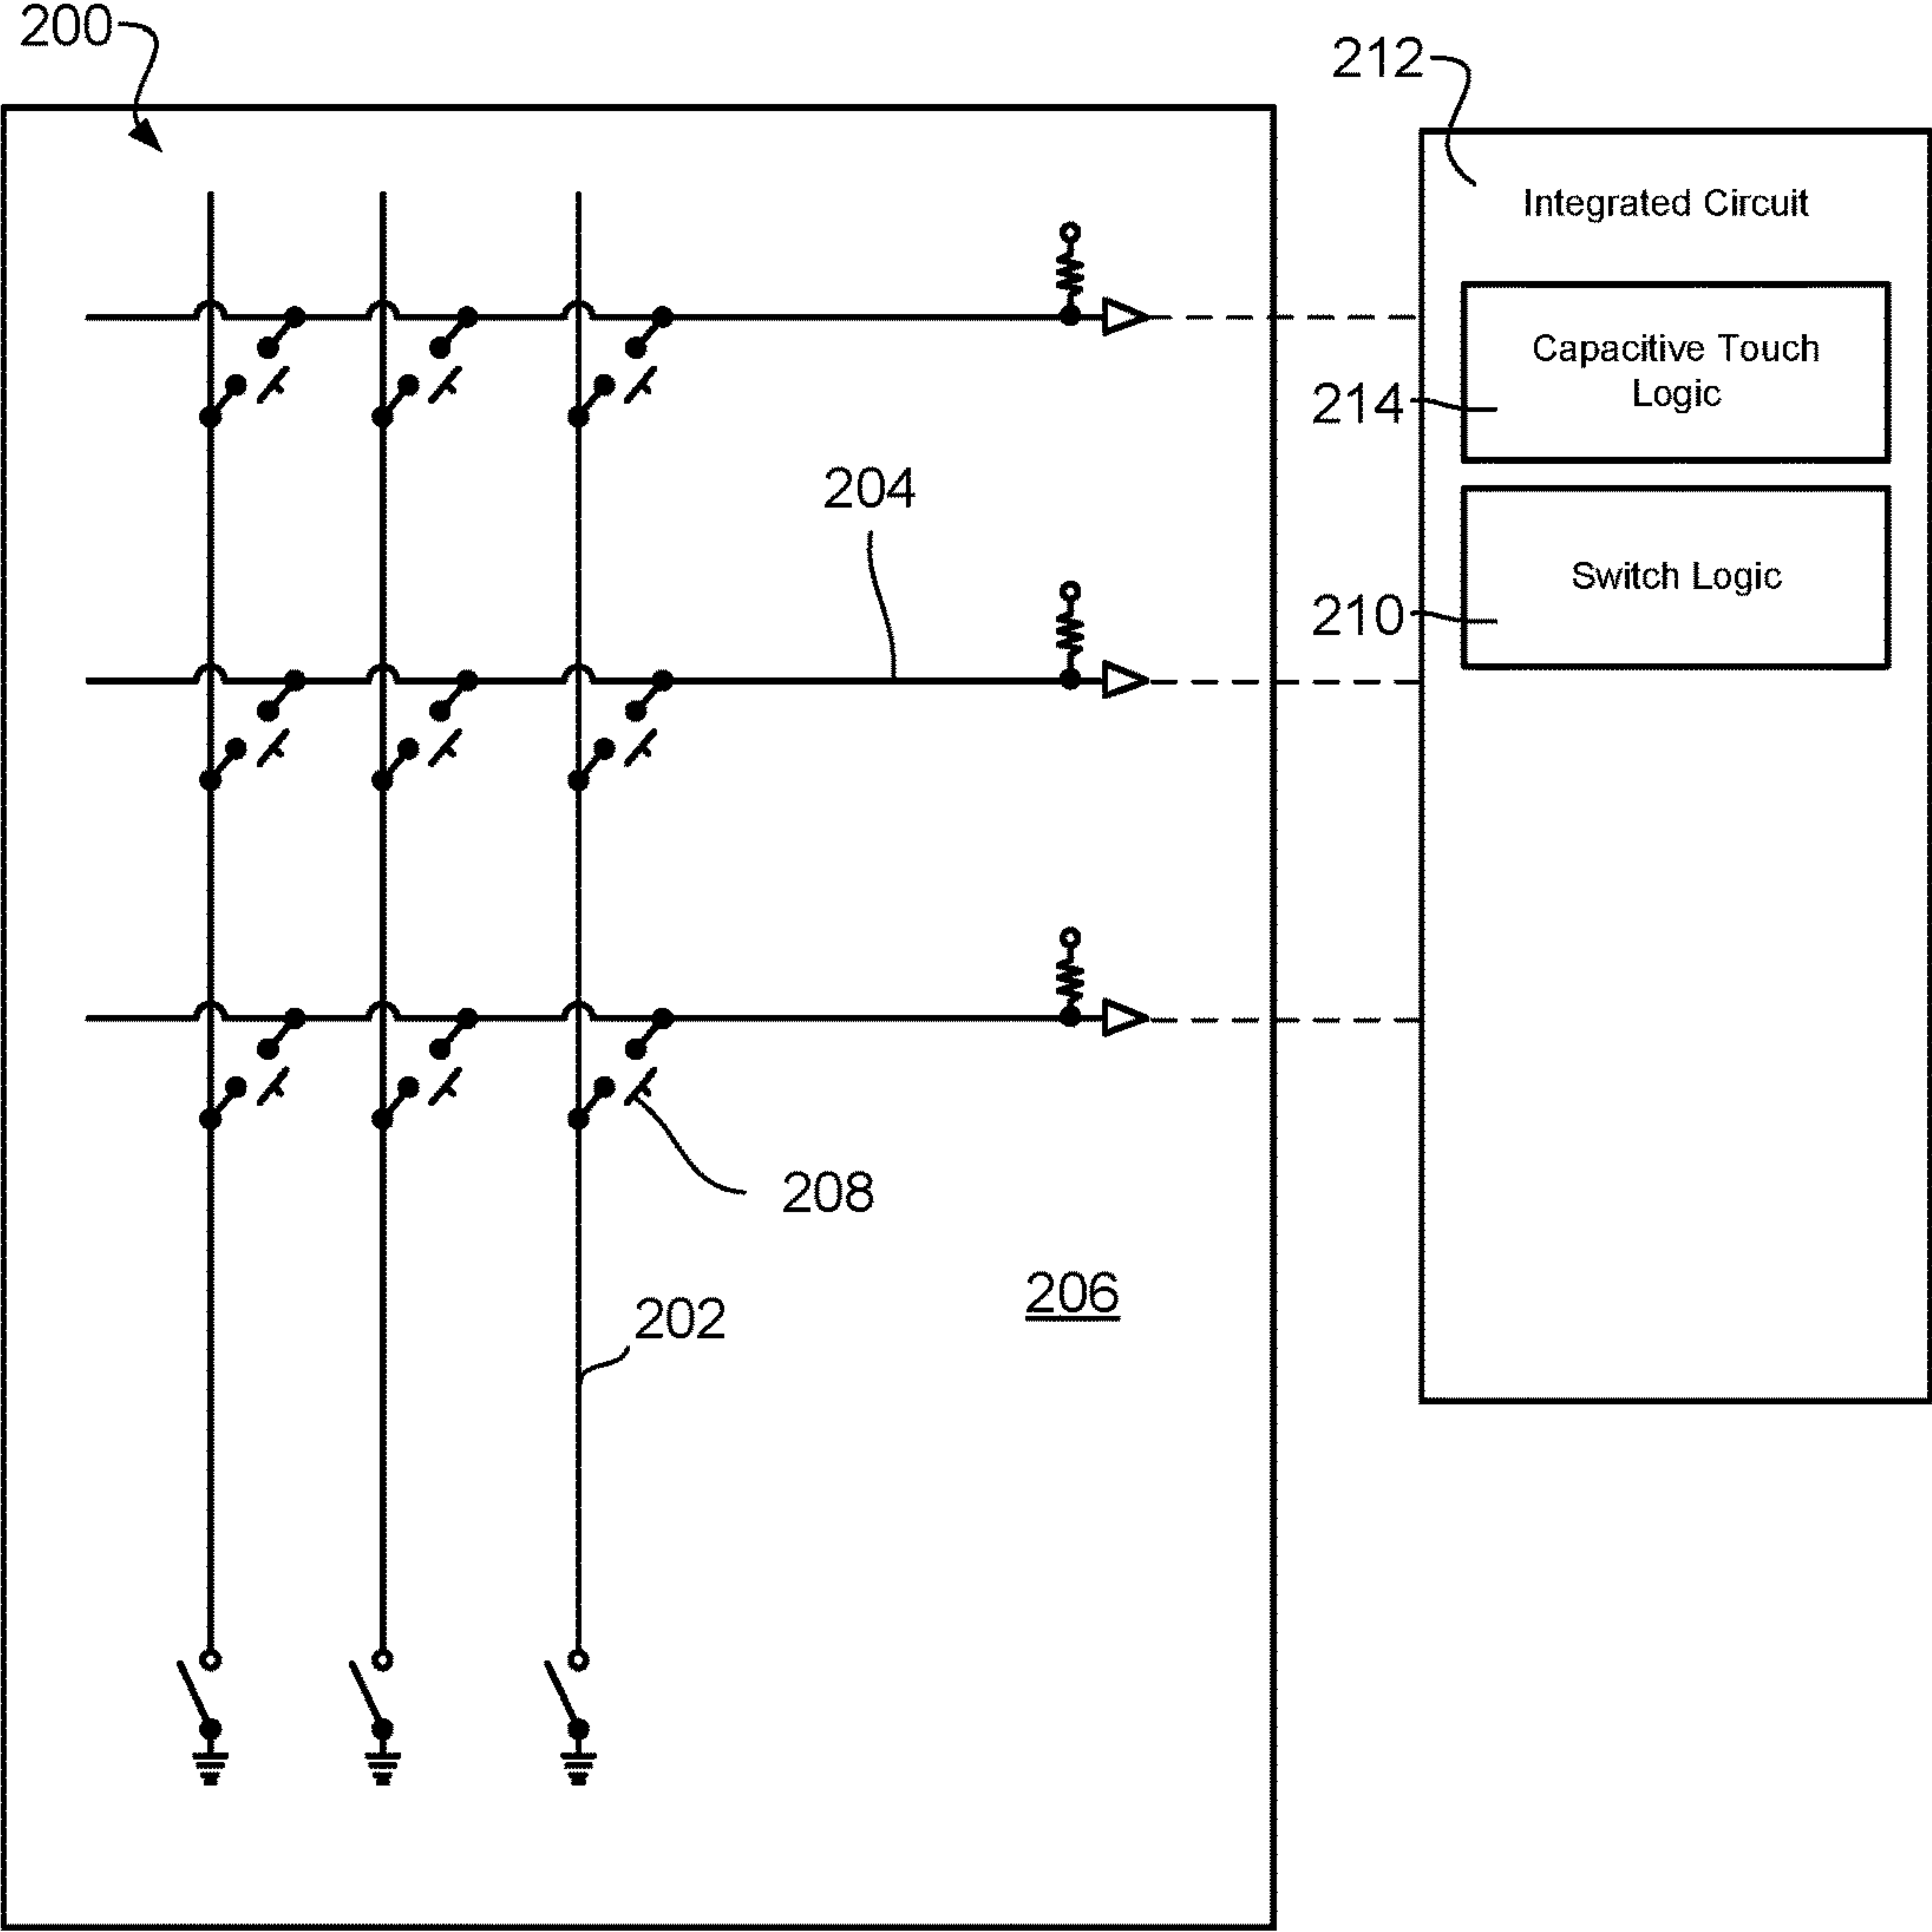 200
212
Integrated Circuit
Capacitive Touch
Logic
214
204
Switch Logic
210
208
206
202